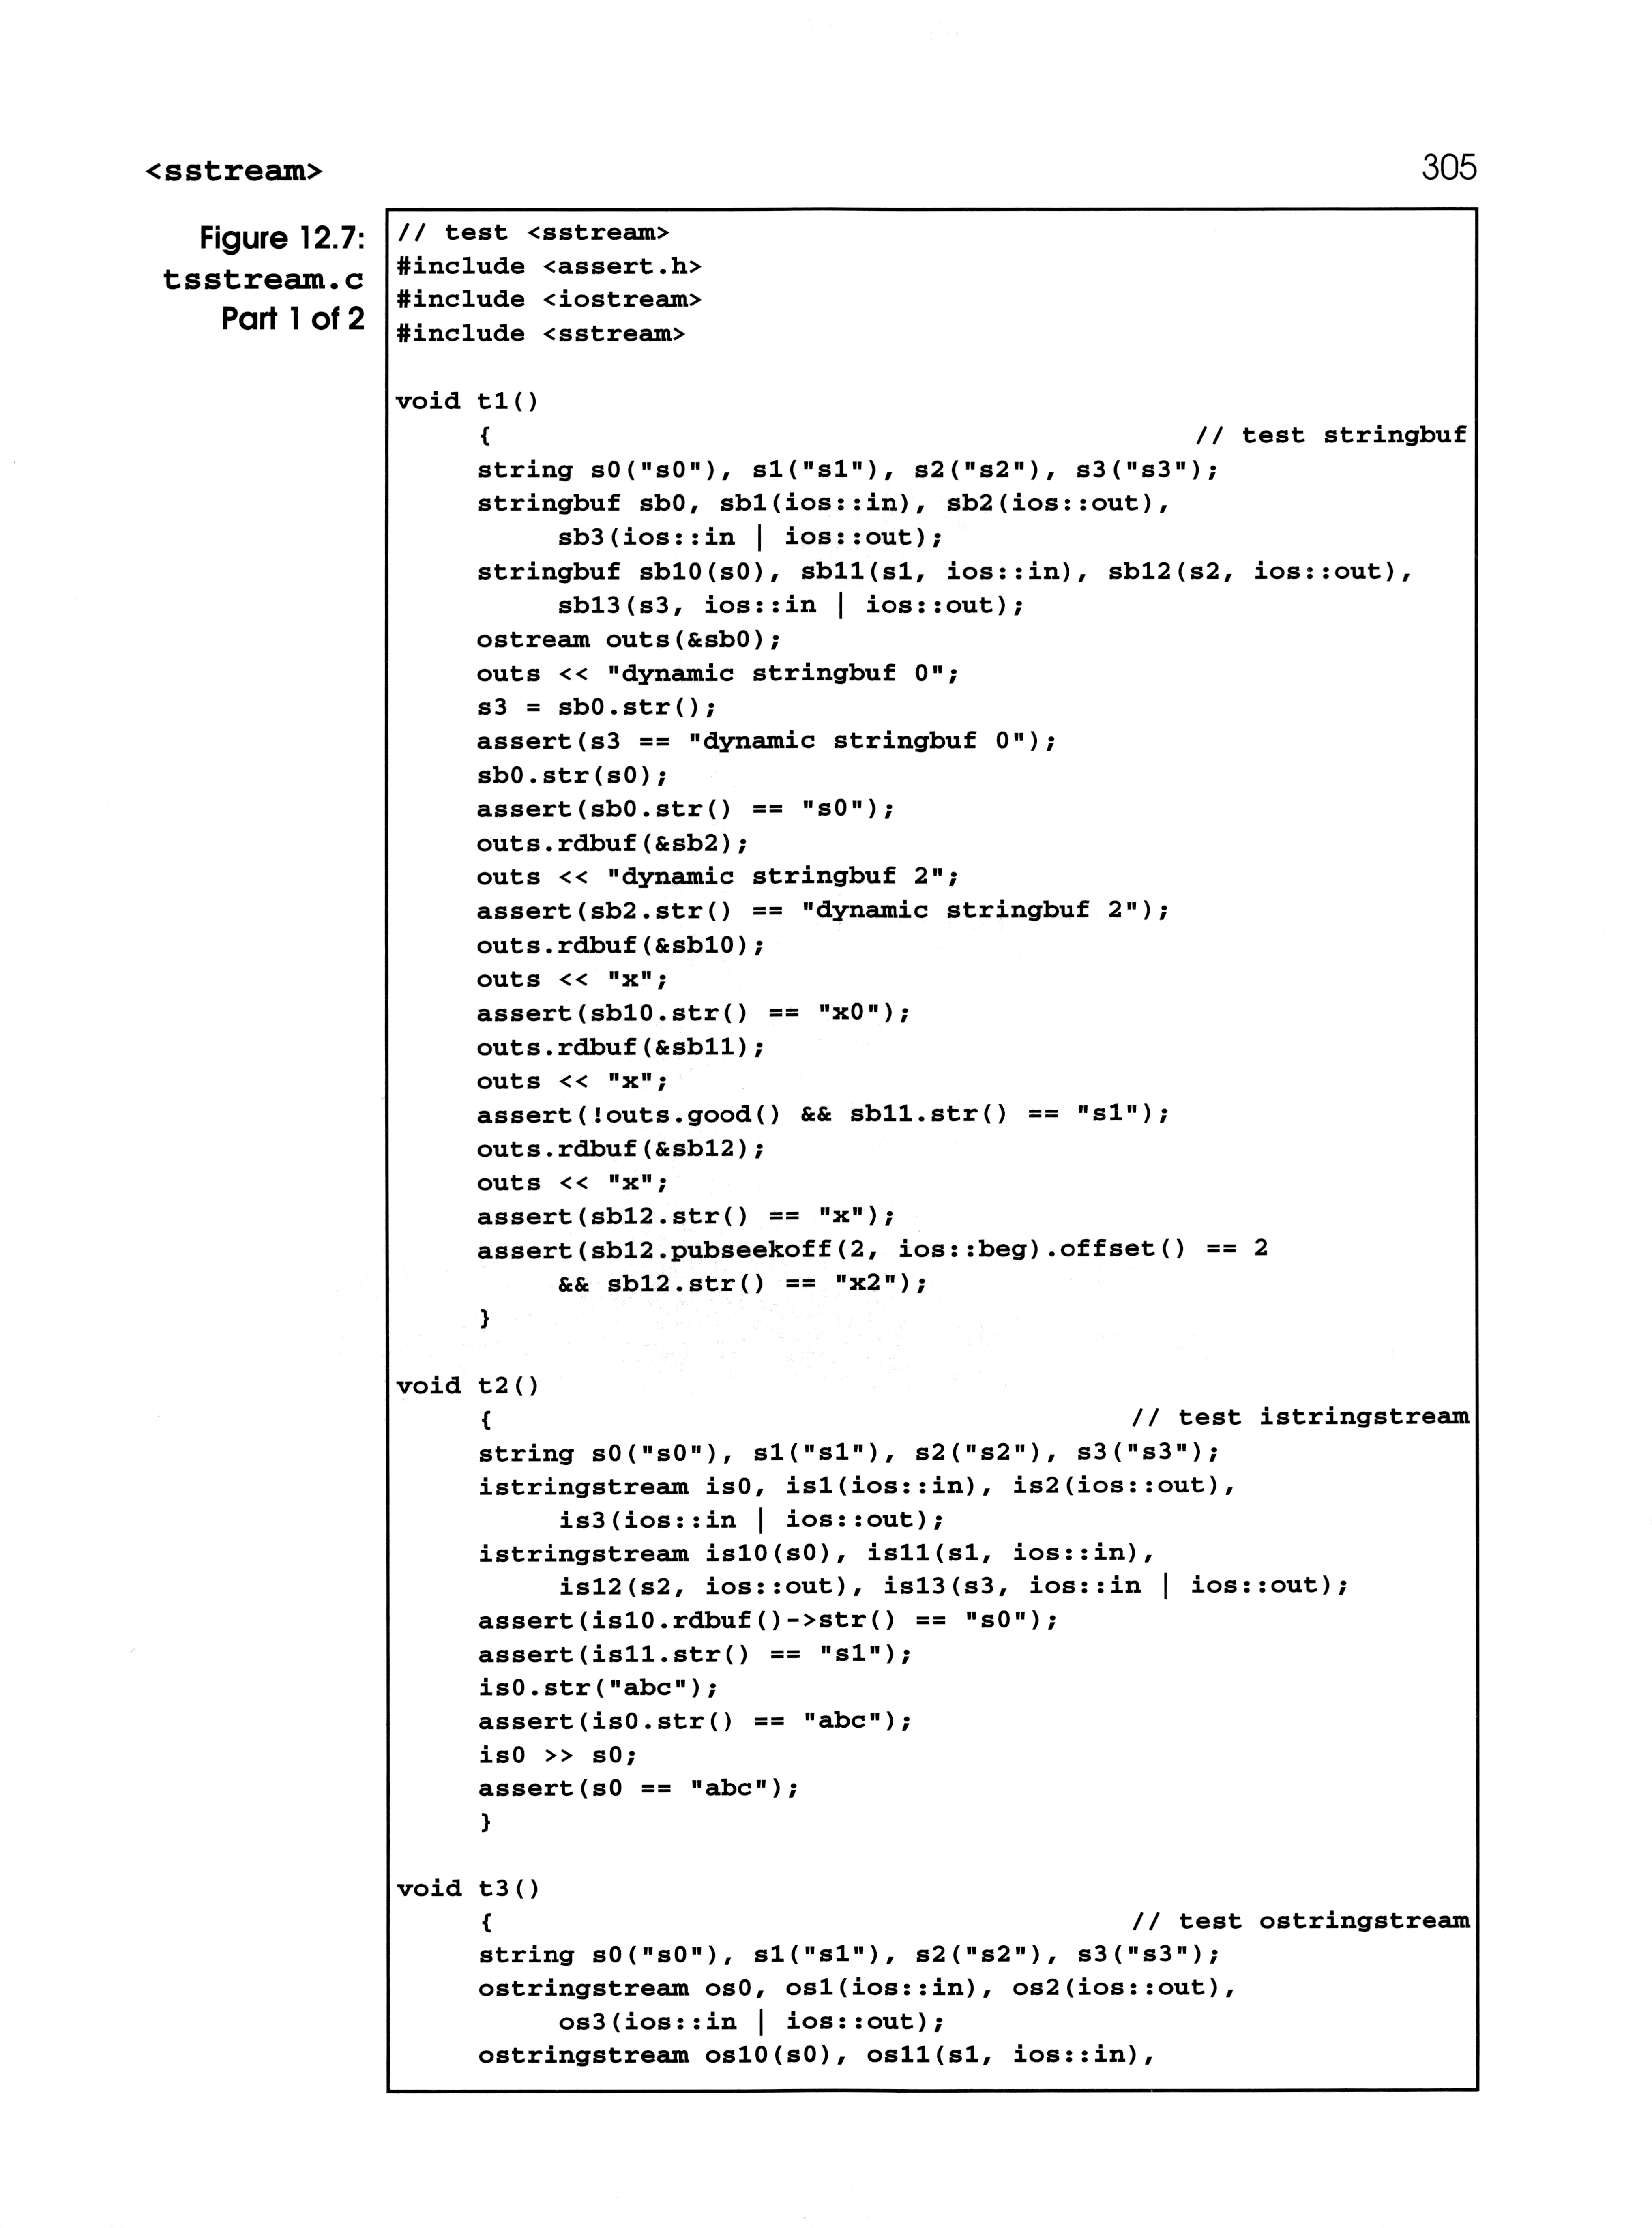 <sstream>
305
Figure 12.7:
tsstream.c
Part 1 of 2
// test <sstream>
#include <assert.h>
#include <iostream>
#include <sstream>
void t1()
{ // test stringbuf
string s0("s0"), s1("s1"), s2("s2"), s3("s3");
stringbuf sb0, sb1(ios::in), sb2(ios::out),
sb3(ios::in | ios::out);
stringbuf sb10(s0), sb11(s1, ios::in), sb12(s2, ios::out),
sb13(s3, ios::in | ios::out);
ostream outs(&sb0);
outs << "dynamic stringbuf 0";
s3 = sb0.str();
assert(s3 == "dynamic stringbuf 0");
sb0.str(s0);
assert(sb0.str() == "s0");
outs.rdbuf(&sb2);
outs << "dynamic stringbuf 2";
assert(sb2.str() == "dynamic stringbuf 2");
outs.rdbuf(&sb10);
outs << "x";
assert(sb10.str() == "x0");
outs.rdbuf(&sb11);
outs << "x";
assert(!outs.good() && sb11.str() == "s1");
outs.rdbuf(&sb12);
outs << "x";
assert(sb12.str() == "x");
assert(sb12.pubseekoff(2, ios::beg).offset() == 2
&& sb12.str() == "x2");
}
void t2()
{ // test istringstream
string s0("s0"), s1("s1"), s2("s2"), s3("s3");
istringstream is0, is1(ios::in), is2(ios::out),
is3(ios::in | ios::out);
istringstream is10(s0), is11(s1, ios::in),
is12(s2, ios::out), is13(s3, ios::in | ios::out);
assert(is10.rdbuf()->str() == "s0");
assert(is11.str() == "s1");
is0.str("abc");
assert(is0.str() == "abc");
is0 >> s0;
assert(s0 == "abc");
}
void t3()
{ // test ostringstream
string s0("s0"), s1("s1"), s2("s2"), s3("s3");
ostringstream os0, os1(ios::in), os2(ios::out),
os3(ios::in | ios::out);
ostringstream os10(s0), os11(s1, ios::in),